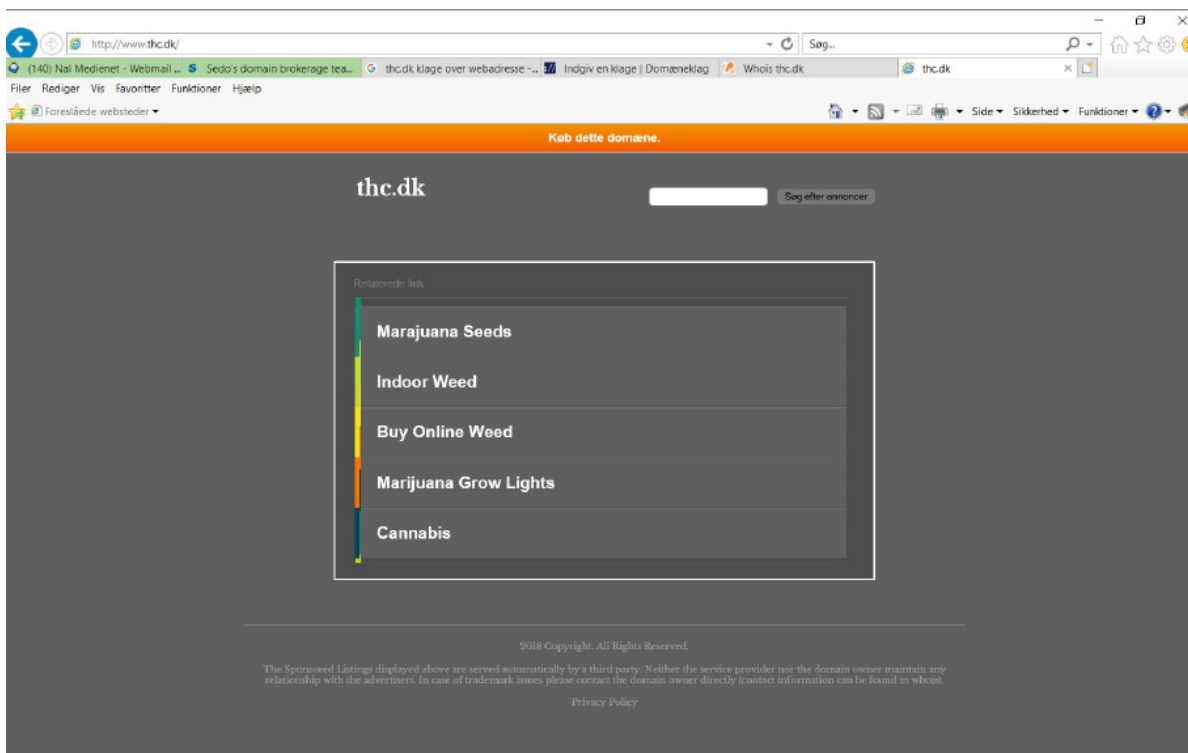 http://www.thc.dk/
Søg...
(140) Nal Medienet - Webmail ...
S Sedo's domain brokerage tea...
G thc.dk klage over webadresse -...
Indgiv en klage | Domæneklag
Whois thc.dk
thc.dk
Filer Rediger Vis Favoritter Funktioner Hjælp
Foreslåede websteder
Side Sikkerhed Funktioner
Køb dette domæne.
thc.dk
Søg efter annoncer
Relaterede link
Marajuana Seeds
Indoor Weed
Buy Online Weed
Marijuana Grow Lights
Cannabis
2018 Copyright. All Rights Reserved.
The Sponsored Listings displayed above are served automatically by a third party. Neither the service provider nor the domain owner maintain any
relationship with the advertisers. In case of trademark issues please contact the domain owner directly (contact information can be found in whois).
Privacy Policy